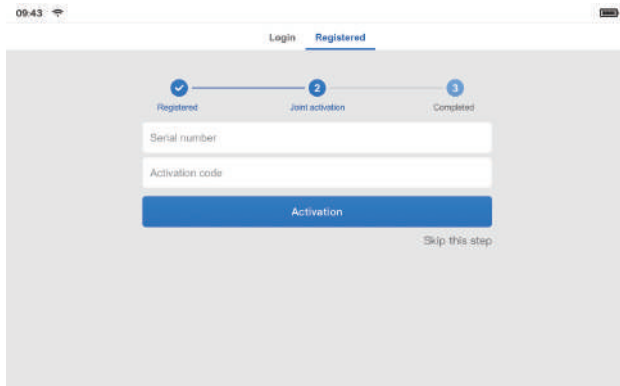 09:43
Login Registered
2 3
Registered Joint activation Completed
Serial number
Activation code
Activation
Skip this step